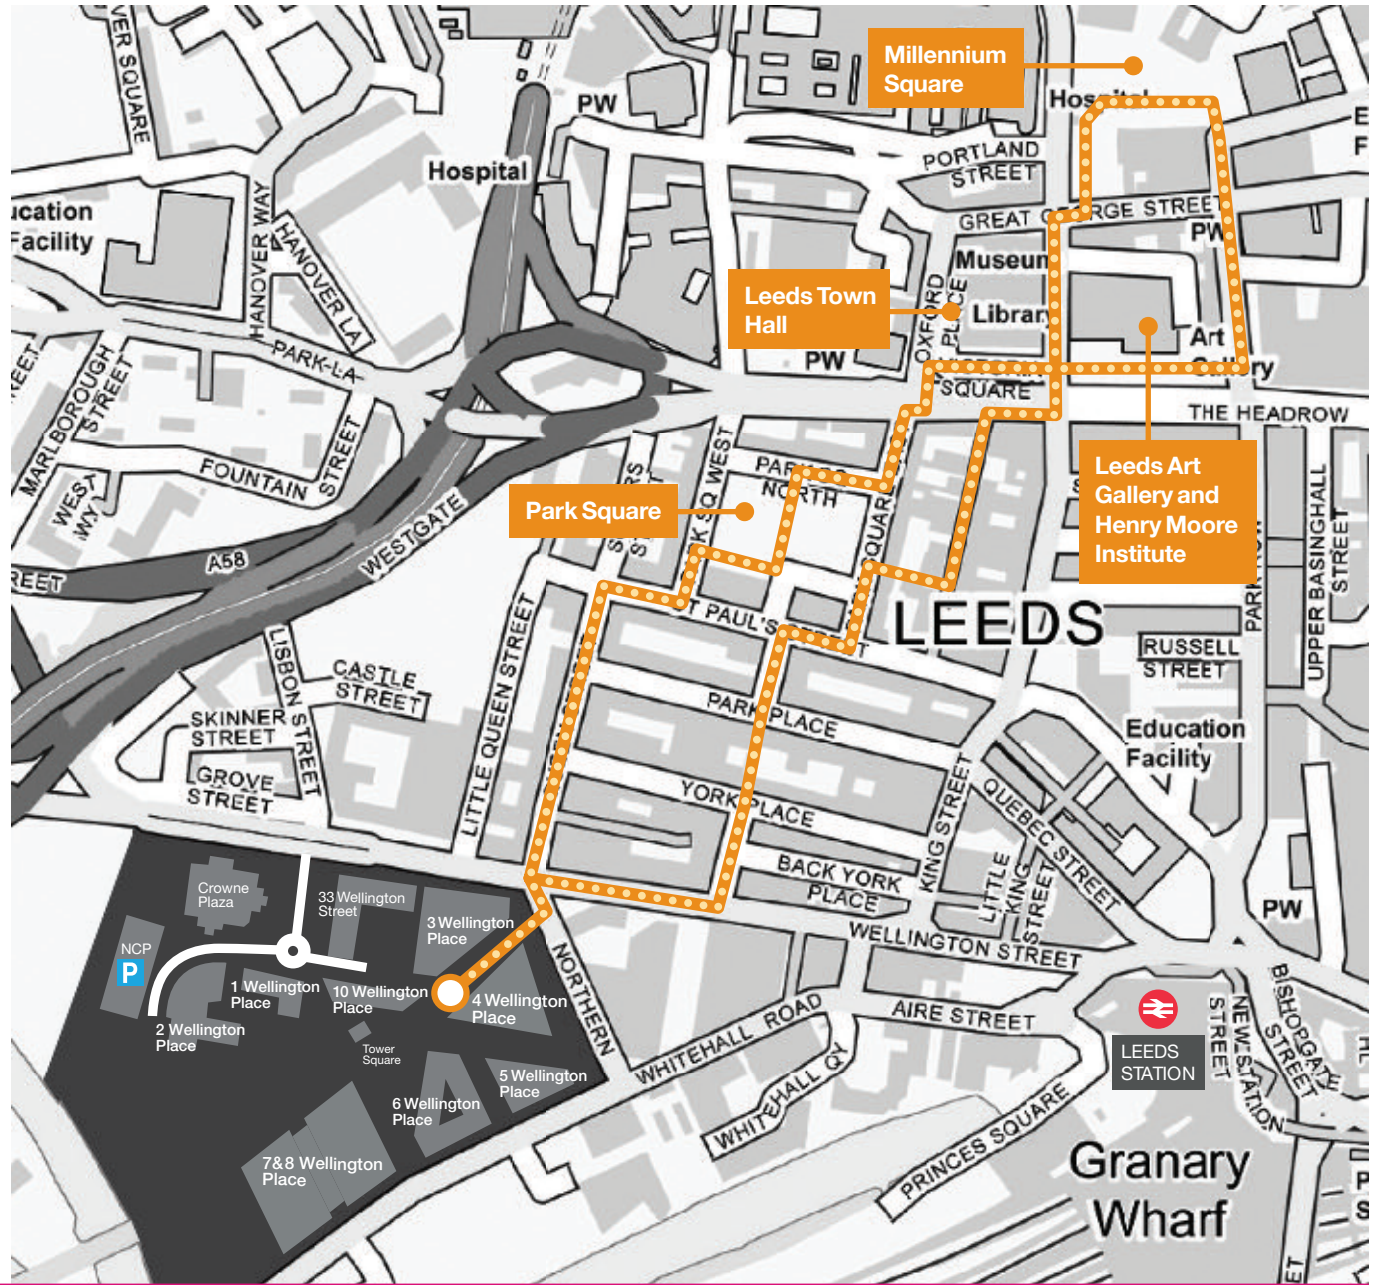 Millennium
Square
PW
Hospital
Hospital
PORTLAND
STREET
GREAT GEORGE STREET
PW
ucation
Facility
HANOVER WAY
HANOVER LA
Museum
Leeds Town
Hall
OXFORD
PLACE
Library
PW
Art
Gallery
SQUARE
THE HEADROW
PARK LA
MARLBOROUGH
STREET
FOUNTAIN
STREET
WEST
Leeds Art
Gallery and
Henry Moore
Institute
Park Square
NORTH
WESTGATE
A58
REET
UPPER BASINGHALL
STREET
LEEDS
ST PAUL'S
RUSSELL
STREET
LISBON STREET
CASTLE
STREET
SKINNER
STREET
GROVE
STREET
LITTLE QUEEN STREET
PARK PLACE
YORK PLACE
BACK YORK
PLACE
KING STREET
QUEBEC STREET
LITTLE
KING
STREET
Education
Facility
PW
WELLINGTON STREET
Crowne
Plaza
33 Wellington
Street
3 Wellington
Place
NCP
P
1 Wellington
Place
10 Wellington
Place
4 Wellington
Place
2 Wellington
Place
Tower
Square
5 Wellington
Place
6 Wellington
Place
7&8 Wellington
Place
NORTHERN
WHITEHALL ROAD
WHITEHALL QY
AIRE STREET
PRINCES SQUARE
LEEDS
STATION
NEW STATION
STREET
BISHOPGATE
STREET
Granary
Wharf